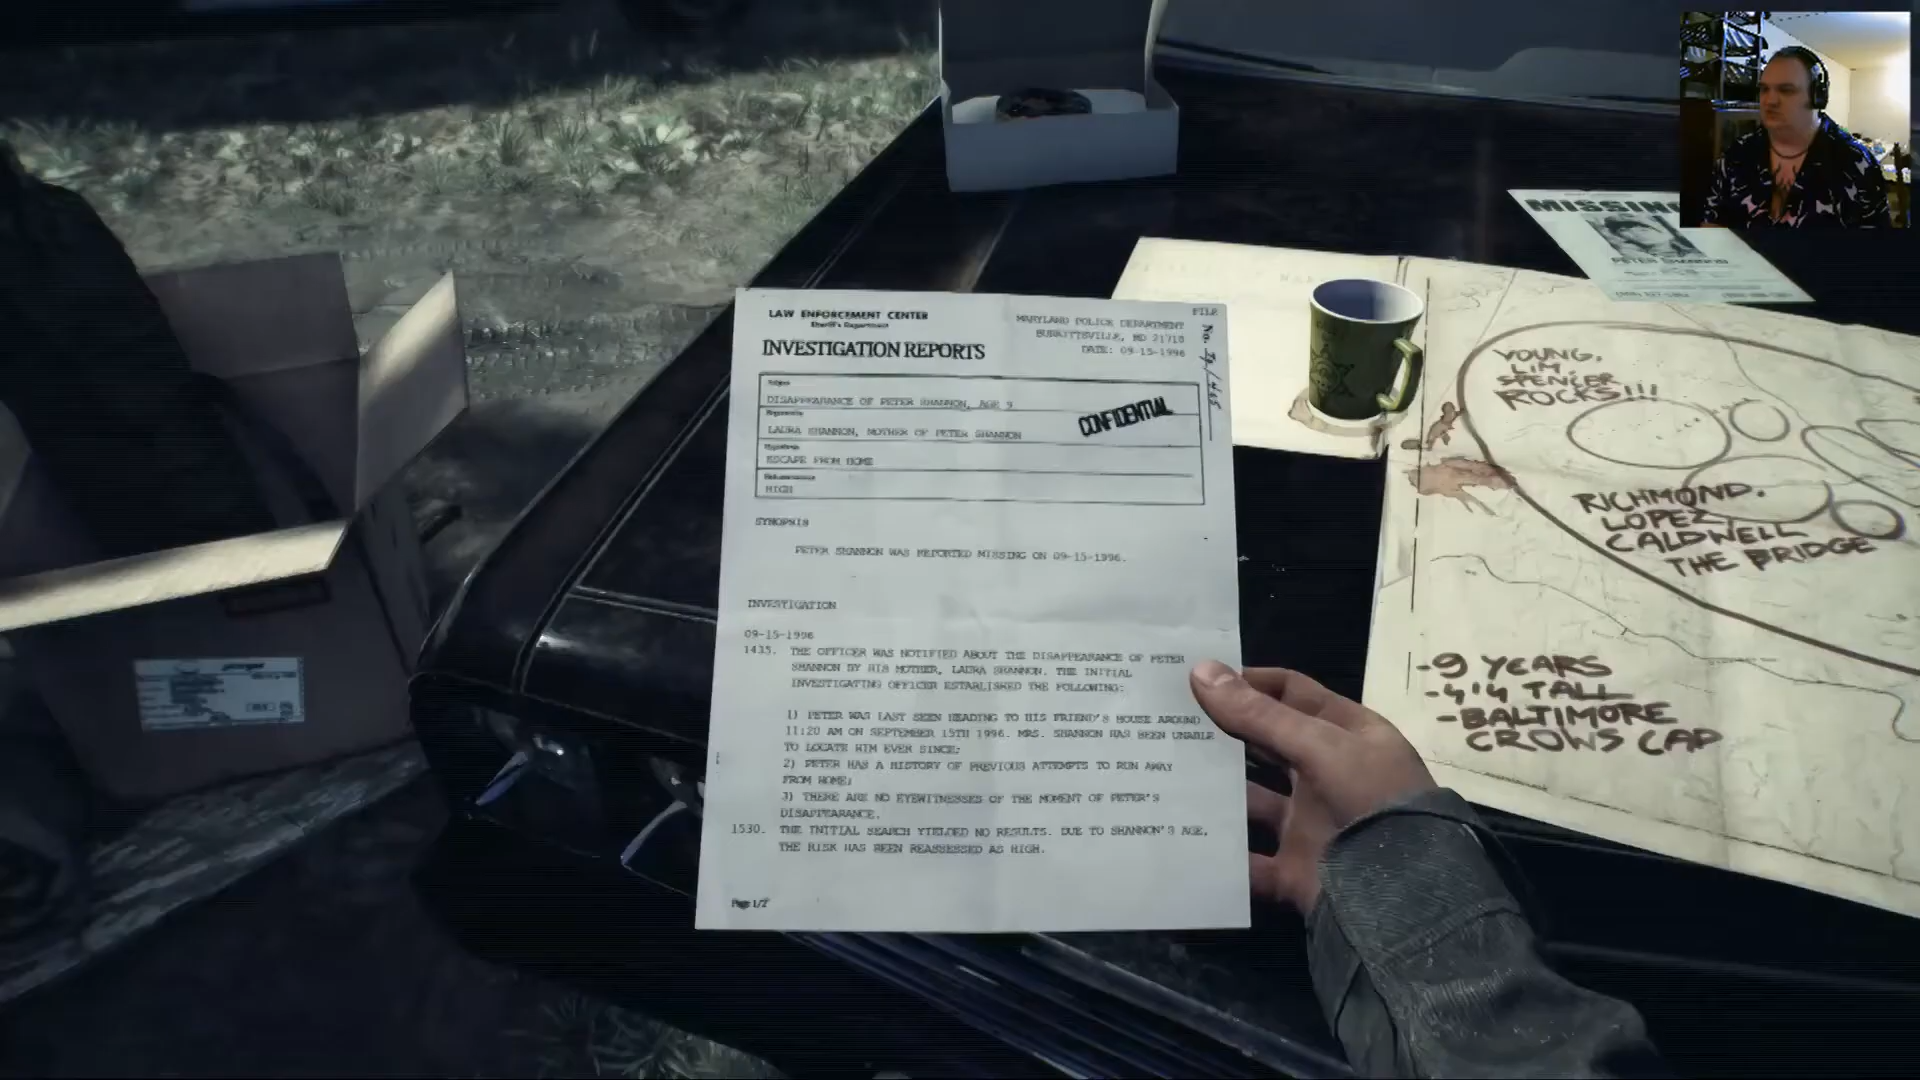 LAW ENFORCEMENT CENTER
Sheriff's Department
INVESTIGATION REPORTS
MARYLAND POLICE DEPARTMENT
BURKITTSVILLE, MD 21718
DATE: 09-15-1996
FILE
No.
DISAPPEARANCE OF PETER SHANNON, AGE 9
LAURA SHANNON, MOTHER OF PETER SHANNON
CONFIDENTIAL
ESCAPE FROM HOME
HIGH
SYNOPSIS
PETER SHANNON WAS REPORTED MISSING ON 09-15-1996.
INVESTIGATION
09-15-1996
1435. THE OFFICER WAS NOTIFIED ABOUT THE DISAPPEARANCE OF PETER
SHANNON BY HIS MOTHER, LAURA SHANNON. THE INITIAL
INVESTIGATING OFFICER ESTABLISHED THE FOLLOWING:
1) PETER WAS LAST SEEN HEADING TO HIS FRIEND'S HOUSE AROUND
11:20 AM ON SEPTEMBER 15TH 1996. MRS. SHANNON HAS BEEN UNABLE
TO LOCATE HIM EVER SINCE;
2) PETER HAS A HISTORY OF PREVIOUS ATTEMPTS TO RUN AWAY
FROM HOME;
3) THERE ARE NO EYEWITNESSES OF THE MOMENT OF PETER'S
DISAPPEARANCE.
1530. THE INITIAL SEARCH YIELDED NO RESULTS. DUE TO SHANNON'S AGE,
THE RISK HAS BEEN REASSESSED AS HIGH.
Page 1/2
MISSING
PETER SHANNON
YOUNG,
LIM,
SPENCER
ROCKS!!!
RICHMOND.
LOPEZ,
CALDWELL
THE BRIDGE
-9 YEARS
-4'4 TALL
-BALTIMORE
CROWS CAP